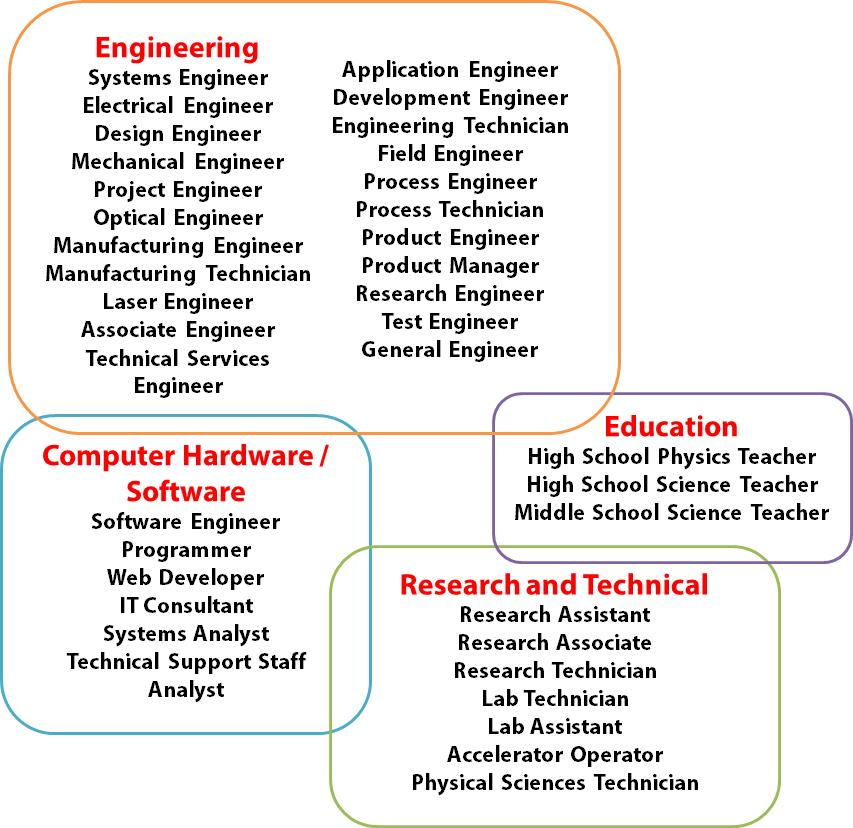 Engineering
Systems Engineer
Electrical Engineer
Design Engineer
Mechanical Engineer
Project Engineer
Optical Engineer
Manufacturing Engineer
Manufacturing Technician
Laser Engineer
Associate Engineer
Technical Services
Engineer
Application Engineer
Development Engineer
Engineering Technician
Field Engineer
Process Engineer
Process Technician
Product Engineer
Product Manager
Research Engineer
Test Engineer
General Engineer
Computer Hardware /
Software
Software Engineer
Programmer
Web Developer
IT Consultant
Systems Analyst
Technical Support Staff
Analyst
Education
High School Physics Teacher
High School Science Teacher
Middle School Science Teacher
Research and Technical
Research Assistant
Research Associate
Research Technician
Lab Technician
Lab Assistant
Accelerator Operator
Physical Sciences Technician